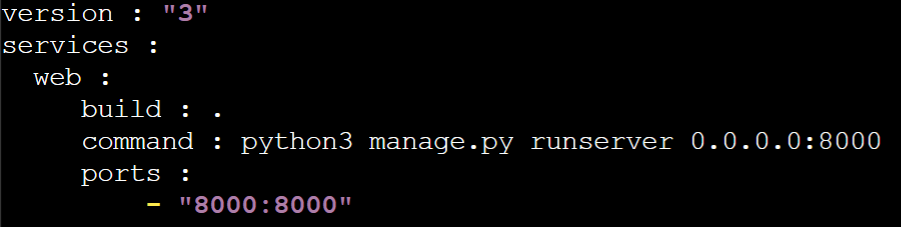 version : "3"
services :
  web :
     build : .
     command : python3 manage.py runserver 0.0.0.0:8000
     ports :
         - "8000:8000"